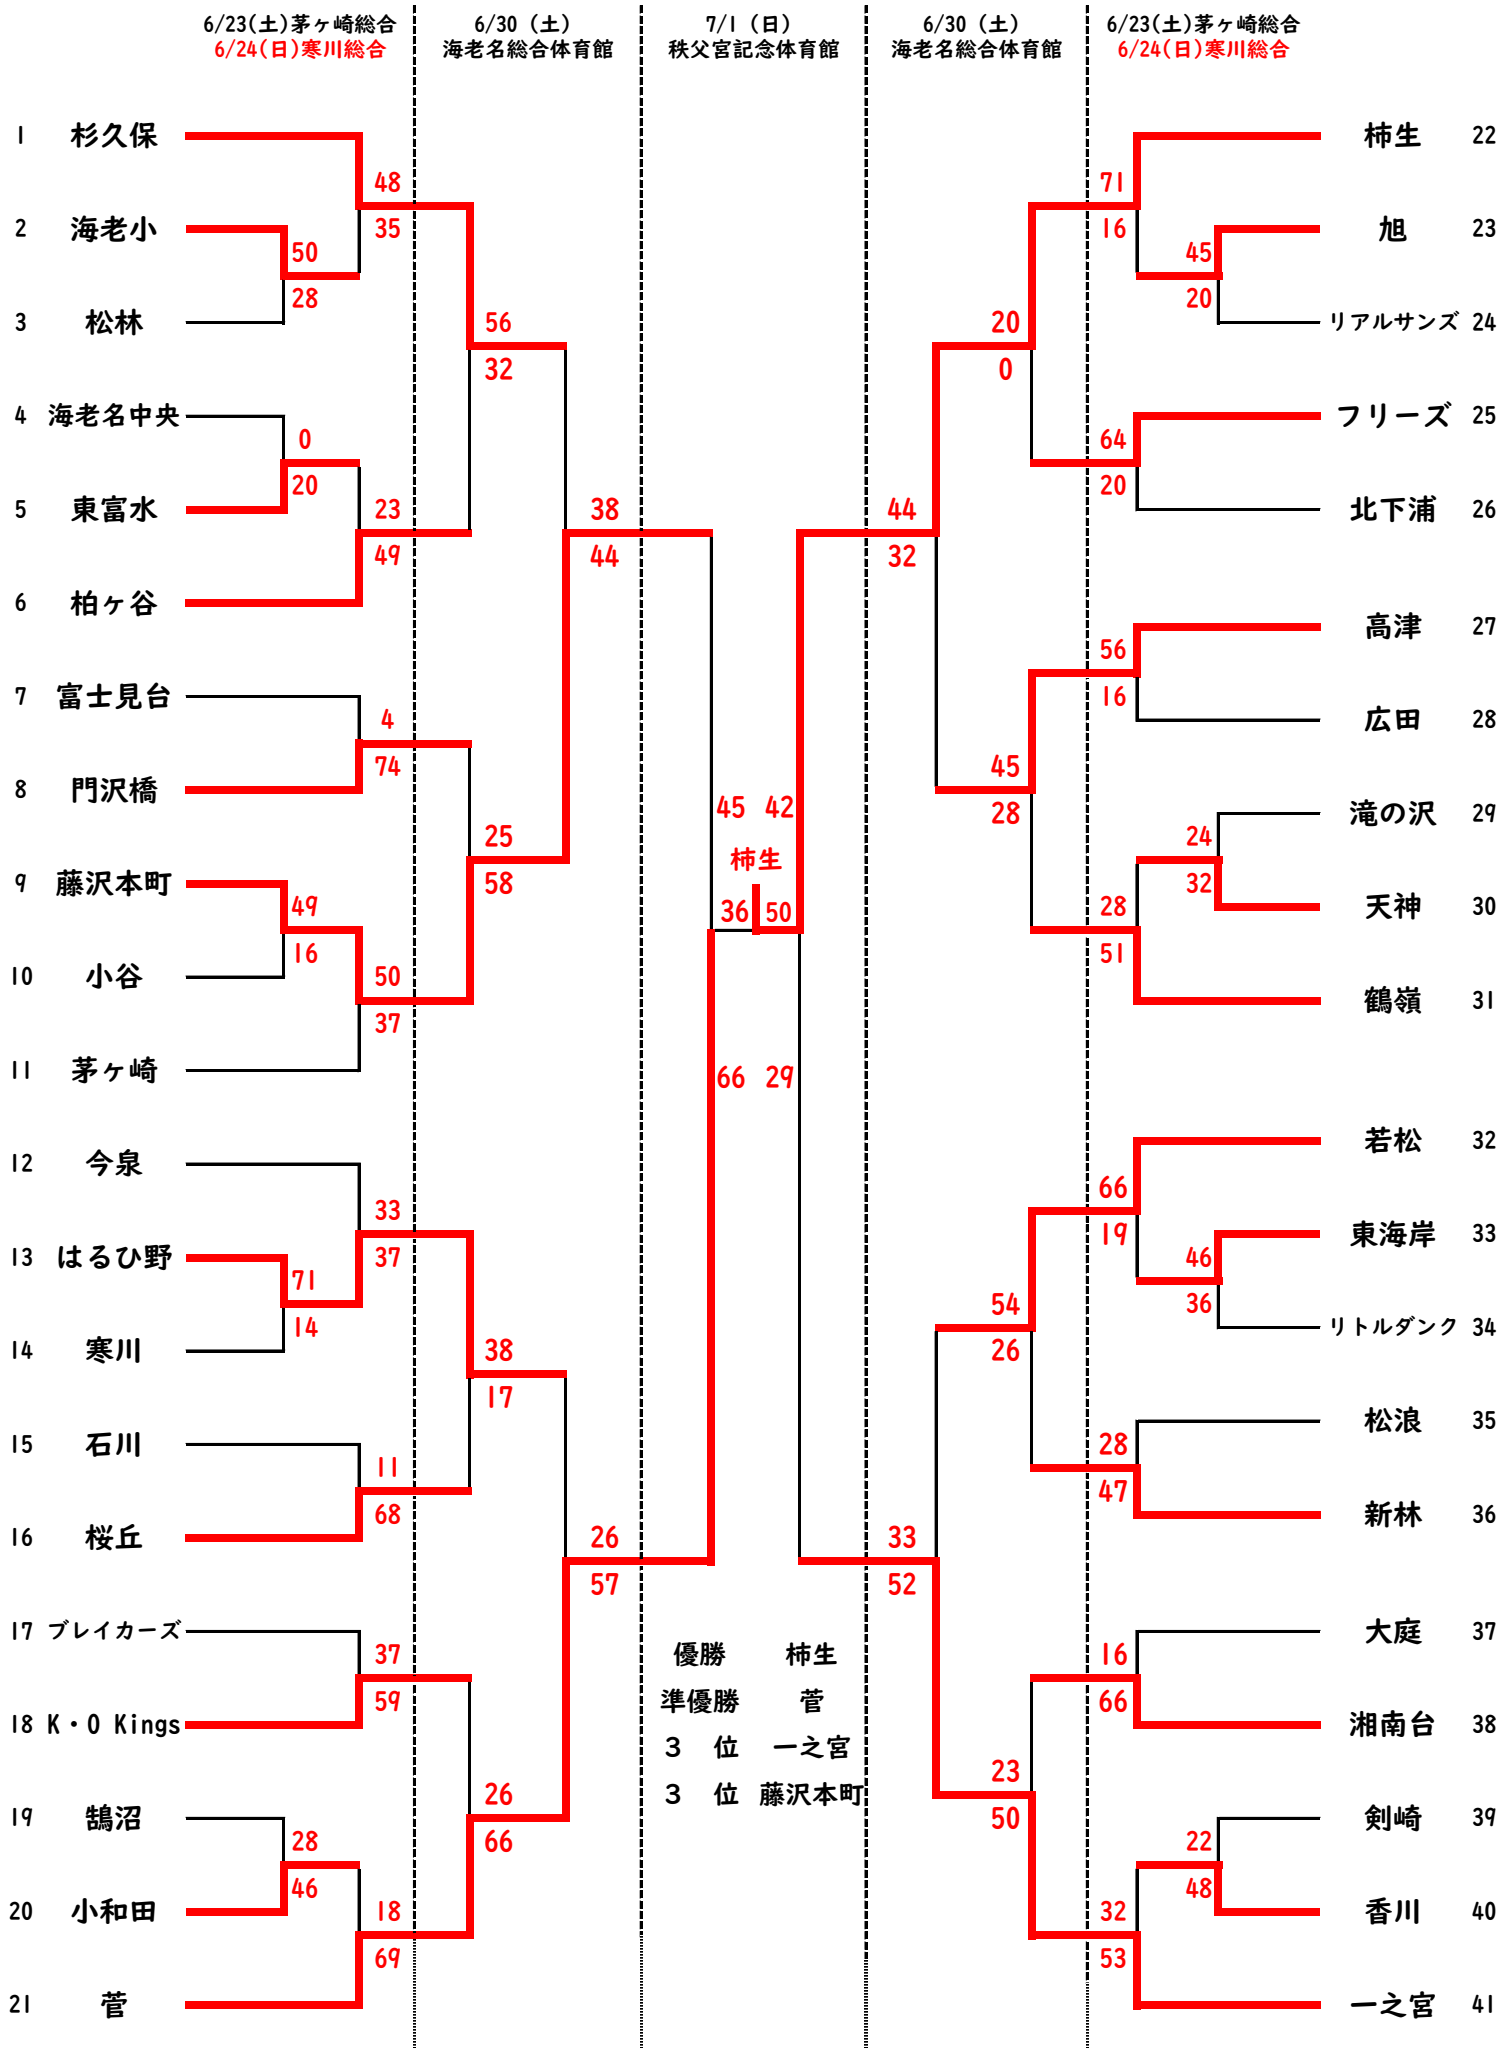 6/23(土)茅ヶ崎総合
6/24(日)寒川総合
6/30 (土)
海老名総合体育館
7/1 (日)
秩父宮記念体育館
6/30 (土)
海老名総合体育館
6/23(土)茅ヶ崎総合
6/24(日)寒川総合
1 杉久保
2 海老小
3 松林
4 海老名中央
5 東富水
6 柏ヶ谷
7 富士見台
8 門沢橋
9 藤沢本町
10 小谷
11 茅ヶ崎
12 今泉
13 はるひ野
14 寒川
15 石川
16 桜丘
17 ブレイカーズ
18 K・O Kings
19 鵠沼
20 小和田
21 菅
48
35
50
28
0
20
23
49
4
74
49
16
50
37
33
37
71
14
11
68
37
59
28
46
18
69
56
32
25
58
38
17
26
66
38
44
26
57
45 42
柿生
36 50
66 29
優勝 柿生
準優勝 菅
3 位 一之宮
3 位 藤沢本町
44
32
33
52
20
0
45
28
54
26
23
50
71
16
45
20
64
20
56
16
24
32
28
51
66
19
46
36
28
47
16
66
22
48
32
53
柿生 22
旭 23
リアルサンズ 24
フリーズ 25
北下浦 26
高津 27
広田 28
滝の沢 29
天神 30
鶴嶺 31
若松 32
東海岸 33
リトルダンク 34
松浪 35
新林 36
大庭 37
湘南台 38
剣崎 39
香川 40
一之宮 41